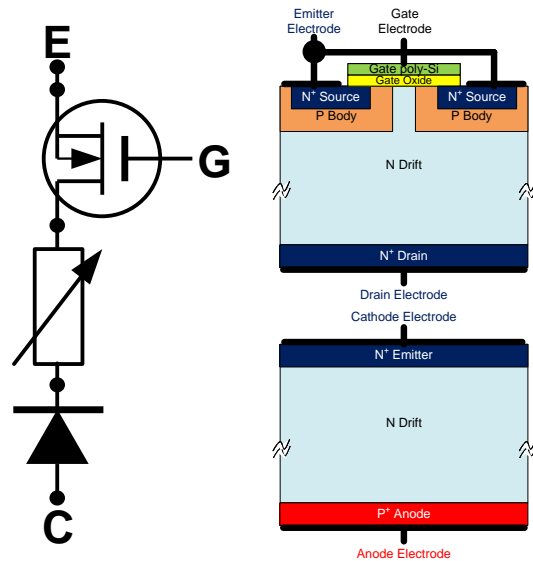 E
G
C
Emitter
Electrode
Gate
Electrode
Gate poly-Si
Gate Oxide
N+ Source
N+ Source
P Body
P Body
N Drift
N+ Drain
Drain Electrode
Cathode Electrode
N+ Emitter
N Drift
P+ Anode
Anode Electrode